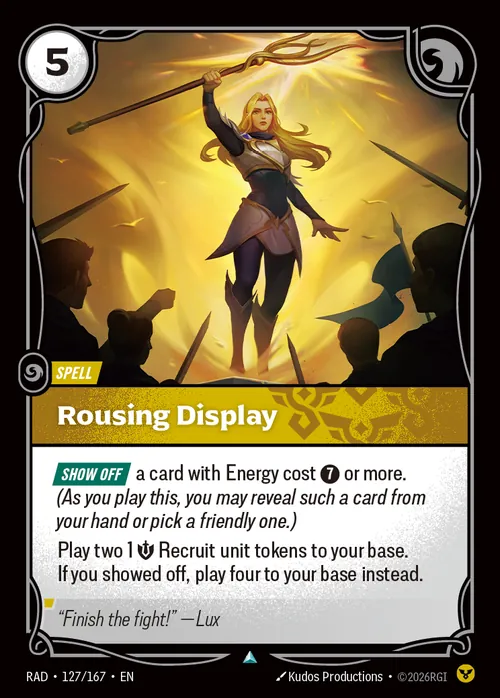 5
SPELL
Rousing Display
SHOW OFF a card with Energy cost 7 or more.
(As you play this, you may reveal such a card from
your hand or pick a friendly one.)
Play two 1 Recruit unit tokens to your base.
If you showed off, play four to your base instead.
“Finish the fight!” —Lux
RAD • 127/167 • EN
Kudos Productions • ©2026RGI